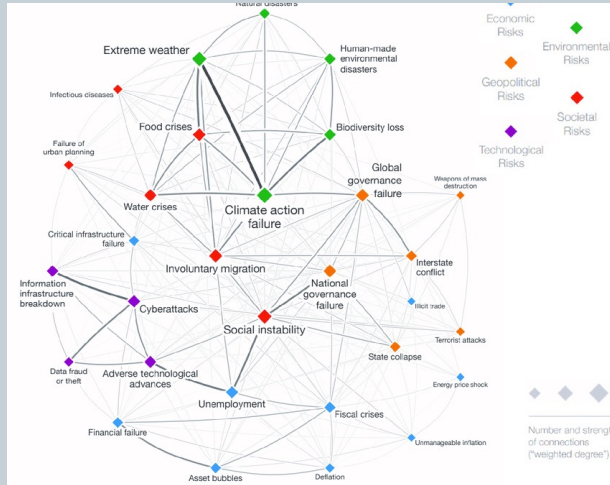 Natural disasters
Economic
Risks
Environmental
Risks
Extreme weather
Human-made
environmental
disasters
Geopolitical
Risks
Infectious diseases
Societal
Risks
Food crises
Biodiversity loss
Technological
Risks
Failure of
urban planning
Global
governance
failure
Weapons of mass
destruction
Water crises
Climate action
failure
Critical infrastructure
failure
Involuntary migration
Interstate
conflict
Information
infrastructure
breakdown
National
governance
failure
Cyberattacks
Illicit trade
Social instability
Terrorist attacks
State collapse
Data fraud
or theft
Adverse technological
advances
Energy price shock
Unemployment
Fiscal crises
Financial failure
Number and strength
of connections
("weighted degree")
Unmanageable inflation
Asset bubbles
Deflation